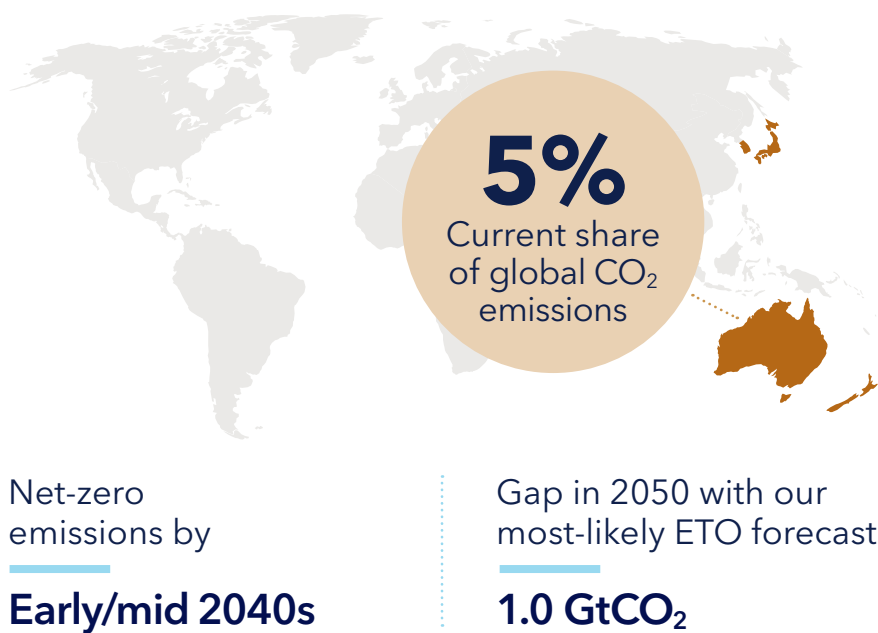 5%
Current share
of global CO₂
emissions
Net-zero
emissions by
Early/mid 2040s
Gap in 2050 with our
most-likely ETO forecast
1.0 GtCO₂